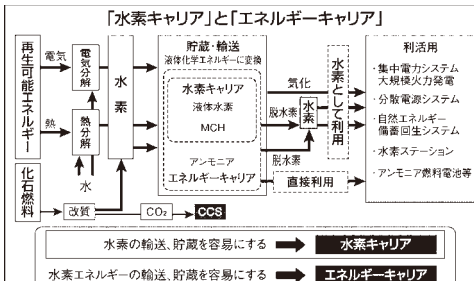 「水素キャリア」と「エネルギーキャリア」
再生可能エネルギー
電気
熱
電気分解
熱分解
水
水素
化石燃料
改質
CO₂
CCS
貯蔵・輸送
液体化学エネルギーに変換
水素キャリア
液体水素
MCH
アンモニア
エネルギーキャリア
気化
脱水素
水素
脱水素
直接利用
水素として利用
利活用
・集中電力システム
大規模火力発電
・分散電源システム
・自然エネルギー
備蓄回生システム
・水素ステーション
・アンモニア燃料電池等
水素の輸送、貯蔵を容易にする
水素キャリア
水素エネルギーの輸送、貯蔵を容易にする
エネルギーキャリア